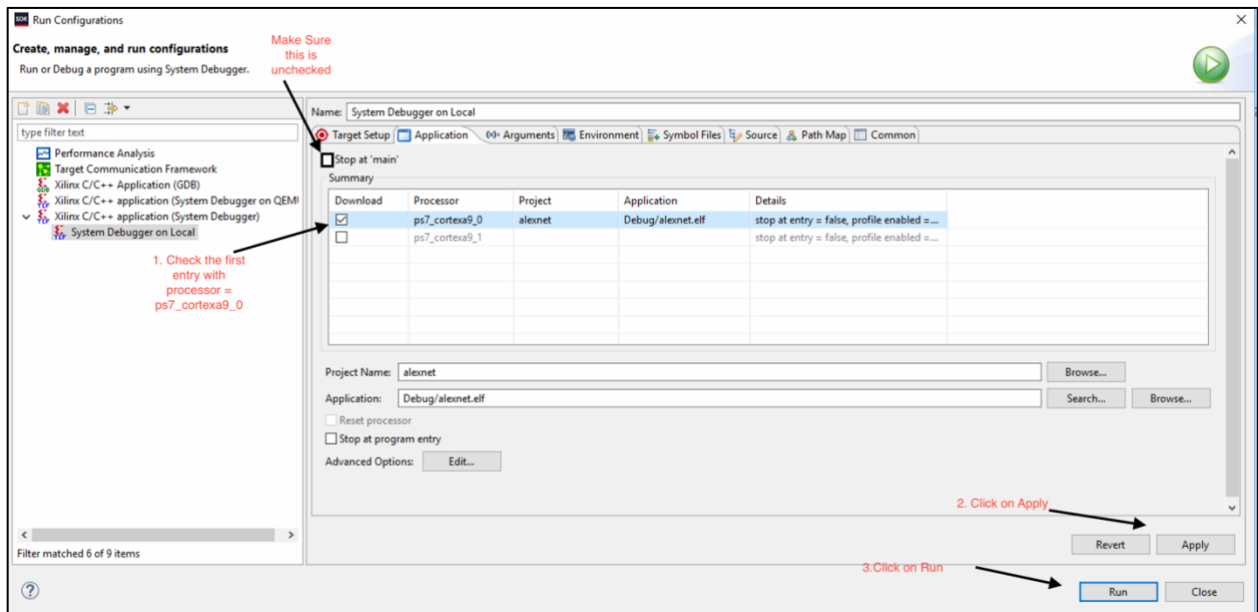 SDK Run Configurations
Create, manage, and run configurations
Run or Debug a program using System Debugger.
Make Sure
this is
unchecked
type filter text
Performance Analysis
Target Communication Framework
Xilinx C/C++ Application (GDB)
Xilinx C/C++ application (System Debugger on QEMU
Xilinx C/C++ application (System Debugger)
System Debugger on Local
1. Check the first
entry with
processor =
ps7_cortexa9_0
Filter matched 6 of 9 items
Name: System Debugger on Local
Target Setup Application Arguments Environment Symbol Files Source Path Map Common
Stop at 'main'
Summary
Download Processor Project Application Details
ps7_cortexa9_0 alexnet Debug/alexnet.elf stop at entry = false, profile enabled =...
ps7_cortexa9_1 stop at entry = false, profile enabled =...
Project Name: alexnet Browse...
Application: Debug/alexnet.elf Search... Browse...
Reset processor
Stop at program entry
Advanced Options: Edit...
2. Click on Apply
Revert Apply
3.Click on Run
Run Close